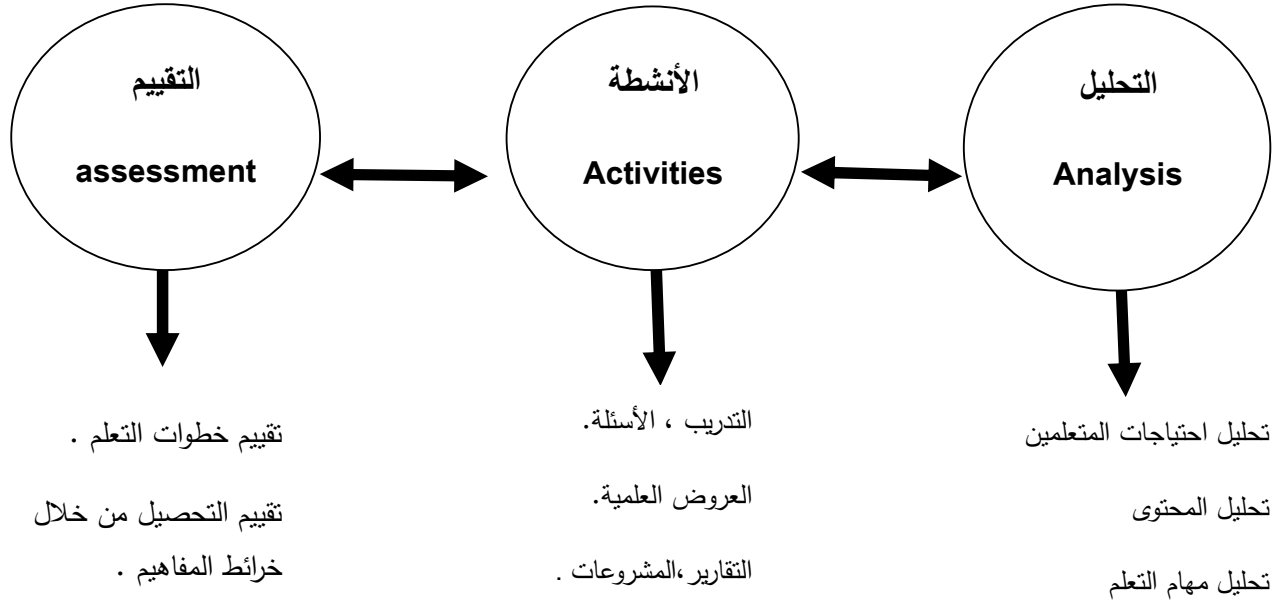 التحليل
Analysis
الأنشطة
Activities
التقييم
assessment
تحليل احتياجات المتعلمين
تحليل المحتوى
تحليل مهام التعلم
التدريب ، الأسئلة.
العروض العلمية.
التقارير ،المشروعات .
تقييم خطوات التعلم .
تقييم التحصيل من خلال
خرائط المفاهيم .